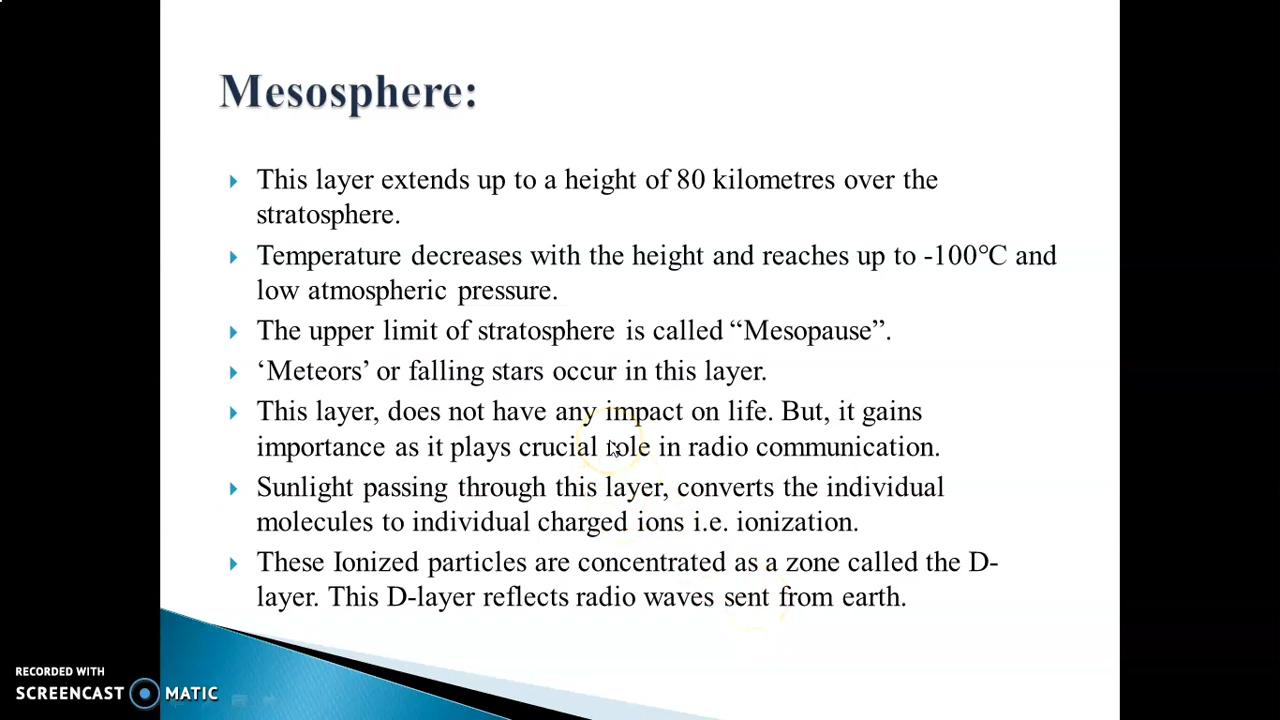 Mesosphere:
This layer extends up to a height of 80 kilometres over the
stratosphere.
Temperature decreases with the height and reaches up to -100°C and
low atmospheric pressure.
The upper limit of stratosphere is called “Mesopause”.
‘Meteors’ or falling stars occur in this layer.
This layer, does not have any impact on life. But, it gains
importance as it plays crucial role in radio communication.
Sunlight passing through this layer, converts the individual
molecules to individual charged ions i.e. ionization.
These Ionized particles are concentrated as a zone called the D-
layer. This D-layer reflects radio waves sent from earth.
RECORDED WITH
SCREENCAST MATIC